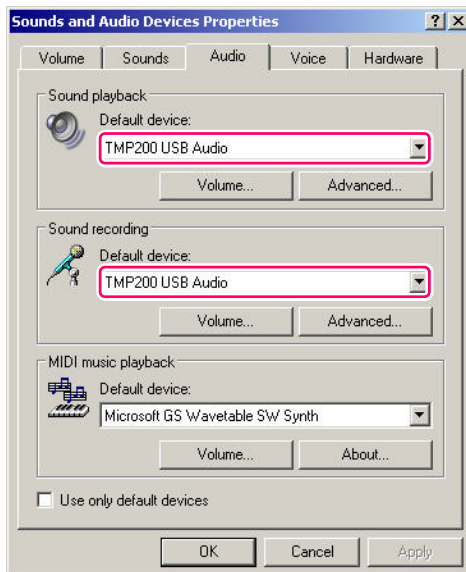 Sounds and Audio Devices Properties
Volume Sounds Audio Voice Hardware
Sound playback
Default device:
TMP200 USB Audio
Volume... Advanced...
Sound recording
Default device:
TMP200 USB Audio
Volume... Advanced...
MIDI music playback
Default device:
Microsoft GS Wavetable SW Synth
Volume... About...
Use only default devices
OK Cancel Apply